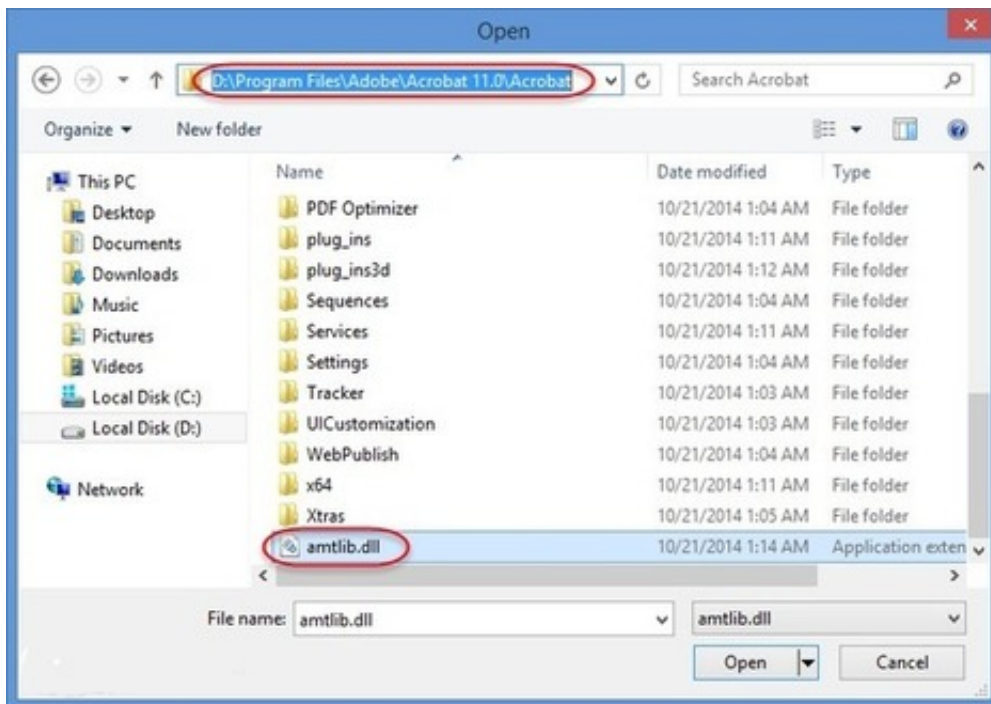 Open
D:\Program Files\Adobe\Acrobat 11.0\Acrobat
Search Acrobat
Organize
New folder
This PC
Desktop
Documents
Downloads
Music
Pictures
Videos
Local Disk (C:)
Local Disk (D:)
Network
Name Date modified Type
PDF Optimizer 10/21/2014 1:04 AM File folder
plug_ins 10/21/2014 1:11 AM File folder
plug_ins3d 10/21/2014 1:12 AM File folder
Sequences 10/21/2014 1:04 AM File folder
Services 10/21/2014 1:11 AM File folder
Settings 10/21/2014 1:04 AM File folder
Tracker 10/21/2014 1:03 AM File folder
UICustomization 10/21/2014 1:03 AM File folder
WebPublish 10/21/2014 1:04 AM File folder
x64 10/21/2014 1:11 AM File folder
Xtras 10/21/2014 1:05 AM File folder
amtlib.dll 10/21/2014 1:14 AM Application exten
File name: amtlib.dll
amtlib.dll
Open
Cancel